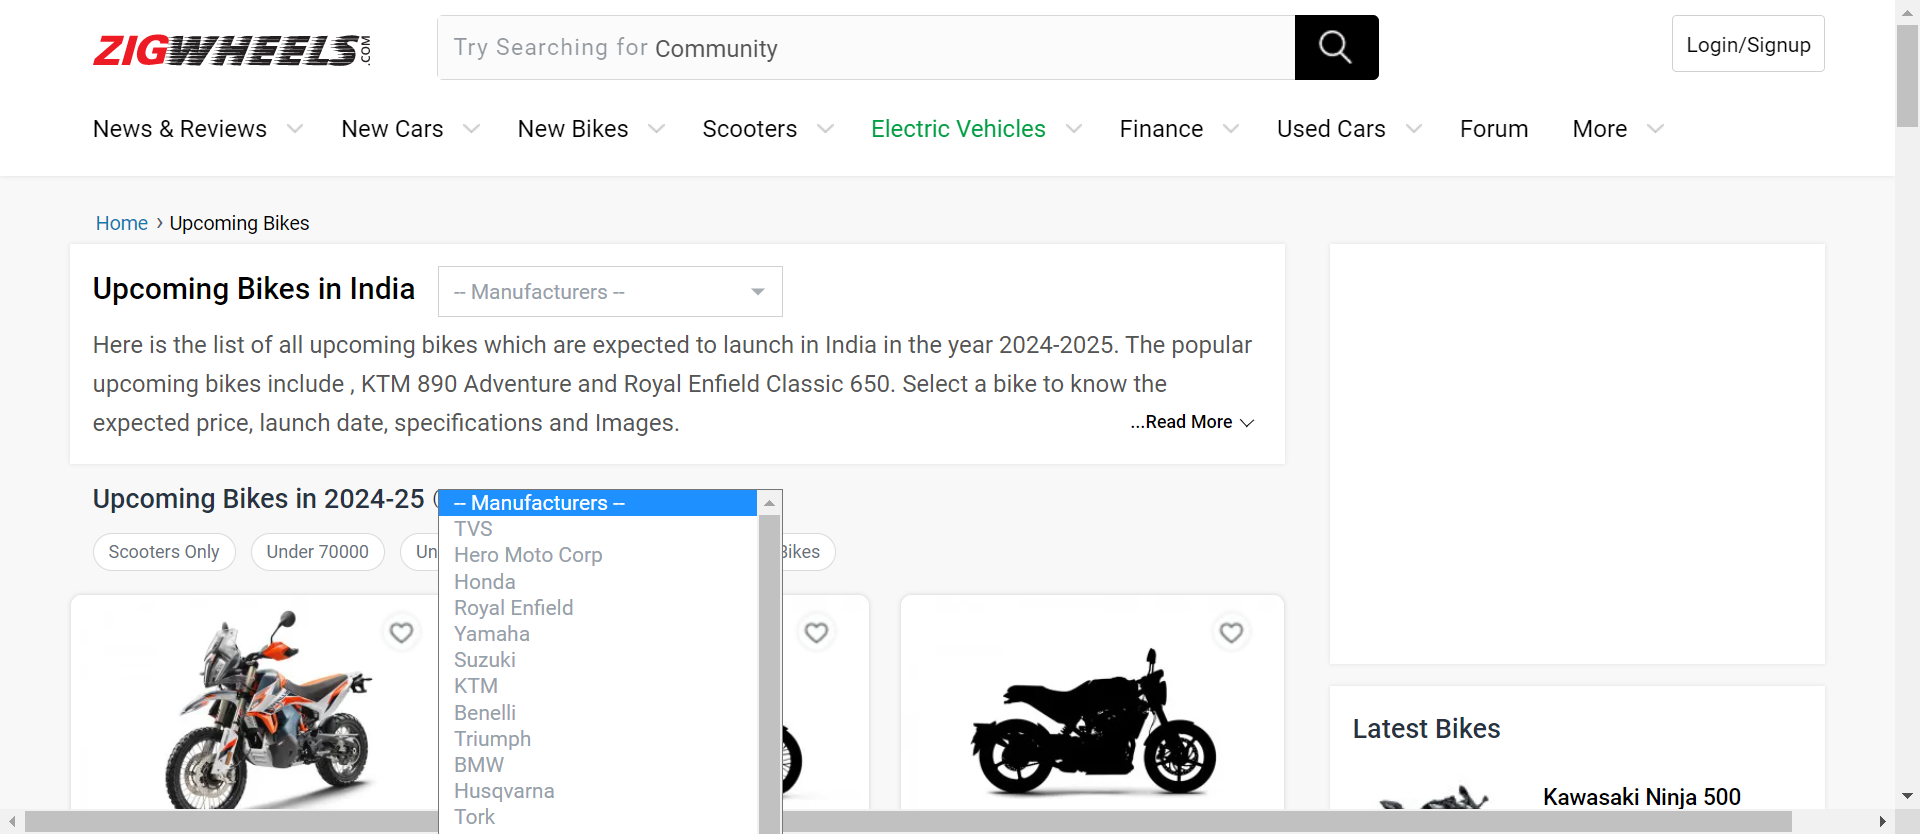 ZIGWHEELS.COM
Try Searching for Community
Login/Signup
News & Reviews
New Cars
New Bikes
Scooters
Electric Vehicles
Finance
Used Cars
Forum
More
Home › Upcoming Bikes
Upcoming Bikes in India
-- Manufacturers --
Here is the list of all upcoming bikes which are expected to launch in India in the year 2024-2025. The popular
upcoming bikes include , KTM 890 Adventure and Royal Enfield Classic 650. Select a bike to know the
expected price, launch date, specifications and Images.
...Read More
Upcoming Bikes in 2024-25 (
-- Manufacturers --
TVS
Hero Moto Corp
Honda
Royal Enfield
Yamaha
Suzuki
KTM
Benelli
Triumph
BMW
Husqvarna
Tork
Scooters Only
Under 70000
Un
Bikes
Latest Bikes
Kawasaki Ninja 500